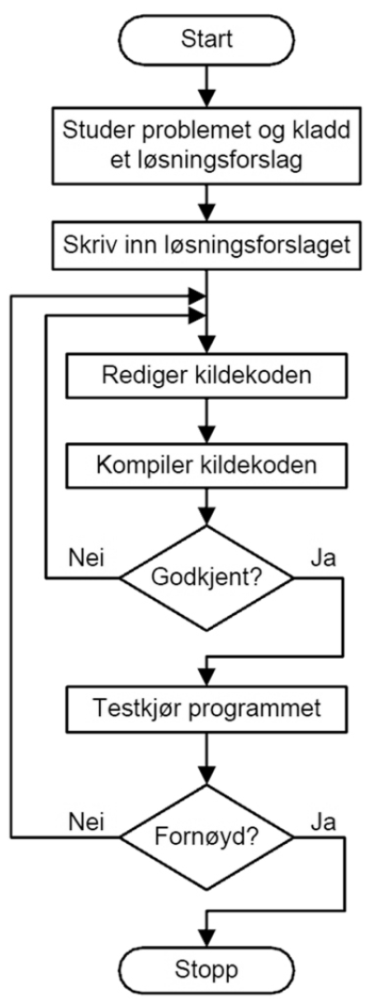 Start
Studer problemet og kladd
et løsningsforslag
Skriv inn løsningsforslaget
Rediger kildekoden
Kompiler kildekoden
Nei
Godkjent?
Ja
Testkjør programmet
Nei
Fornøyd?
Ja
Stopp